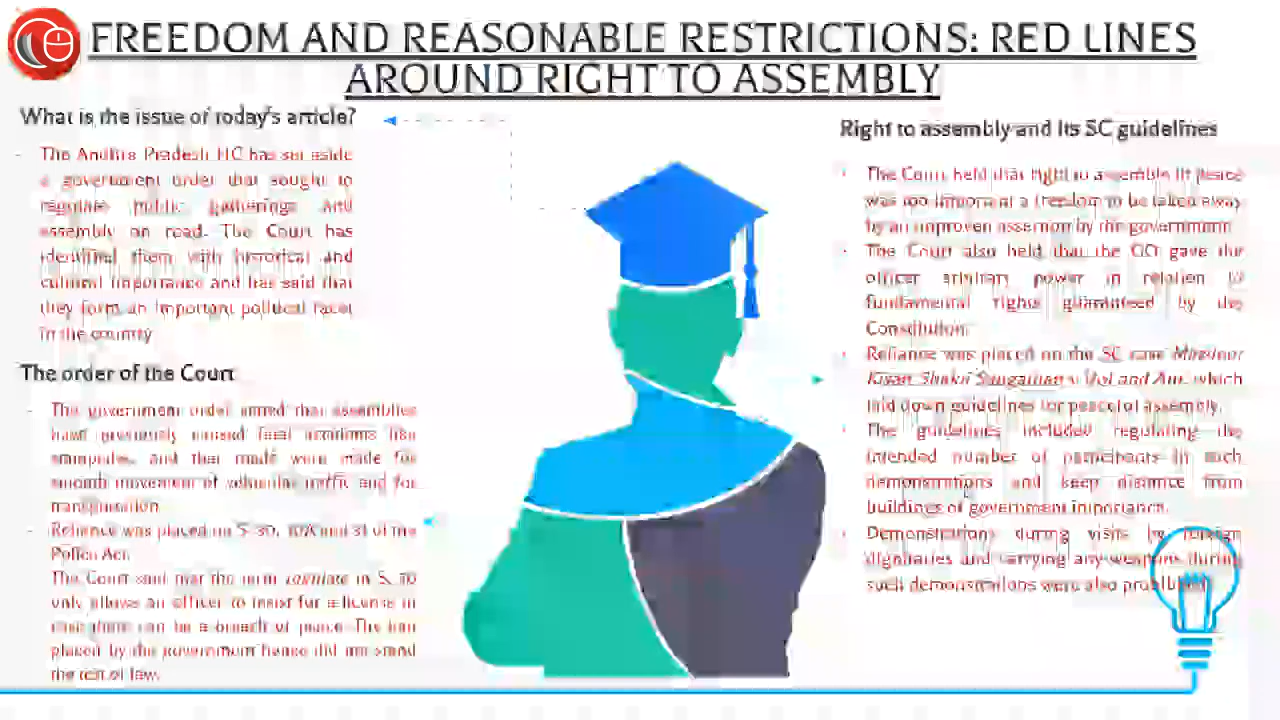 FREEDOM AND REASONABLE RESTRICTIONS: RED LINES
AROUND RIGHT TO ASSEMBLY
What is the issue of today's article?
- The Andhra Pradesh HC has set aside
a government order that sought to
regulate public gatherings and
assembly on road. The Court has
identified them with historical and
cultural importance and has said that
they form an important political facet
in the country
The order of the Court
- The government order stated that assemblies
have previously caused fatal accidents like
stampedes, and that made were made for
smooth movement of vehicular traffic and for
transportation.
- Reliance was placed on S. 30, 30A and 31 of the
Police Act.
The Court said that the term regulate in S. 30
only allows an officer to insist for a license if
can be a breach of peace. The ban
placed by the government hence did not stand
the test of law.
Right to assembly and its SC guidelines
The Court held that right to assemble in peace
was too important a freedom to be taken away
by an unproven assertion by the government.
The Court also held that the GO gave the
officer arbitrary power in relation to
fundamental rights guaranteed by the
Constitution.
Reliance was placed on the SC case Mazdoor
Kisan Shakti Sangathan v. UoI and Anr. which
laid down guidelines for peaceful assembly.
The guidelines included regulating the
intended number of participants in such
demonstrations and keep distance from
buildings of government importance.
Demonstrations during visits by foreign
dignitaries and carrying any weapons during
such demonstrations were also prohibited.